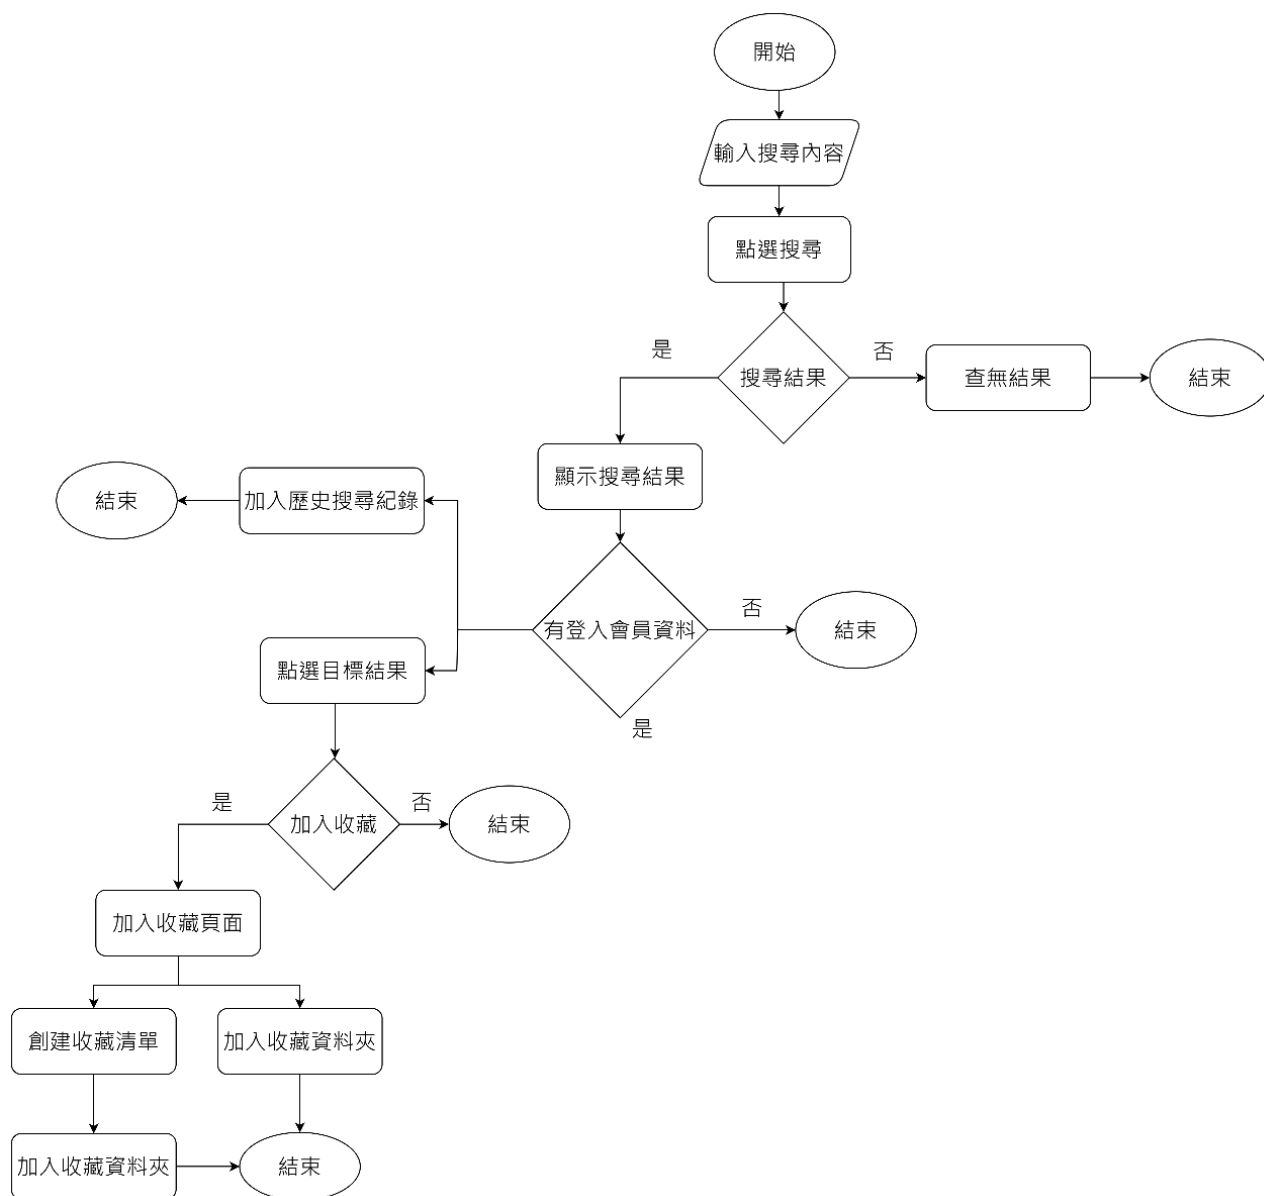 開始
輸入搜尋內容
點選搜尋
是
否
搜尋結果
查無結果
結束
顯示搜尋結果
結束
加入歷史搜尋紀錄
否
有登入會員資料
結束
點選目標結果
是
是
否
加入收藏
結束
加入收藏頁面
創建收藏清單
加入收藏資料夾
加入收藏資料夾
結束